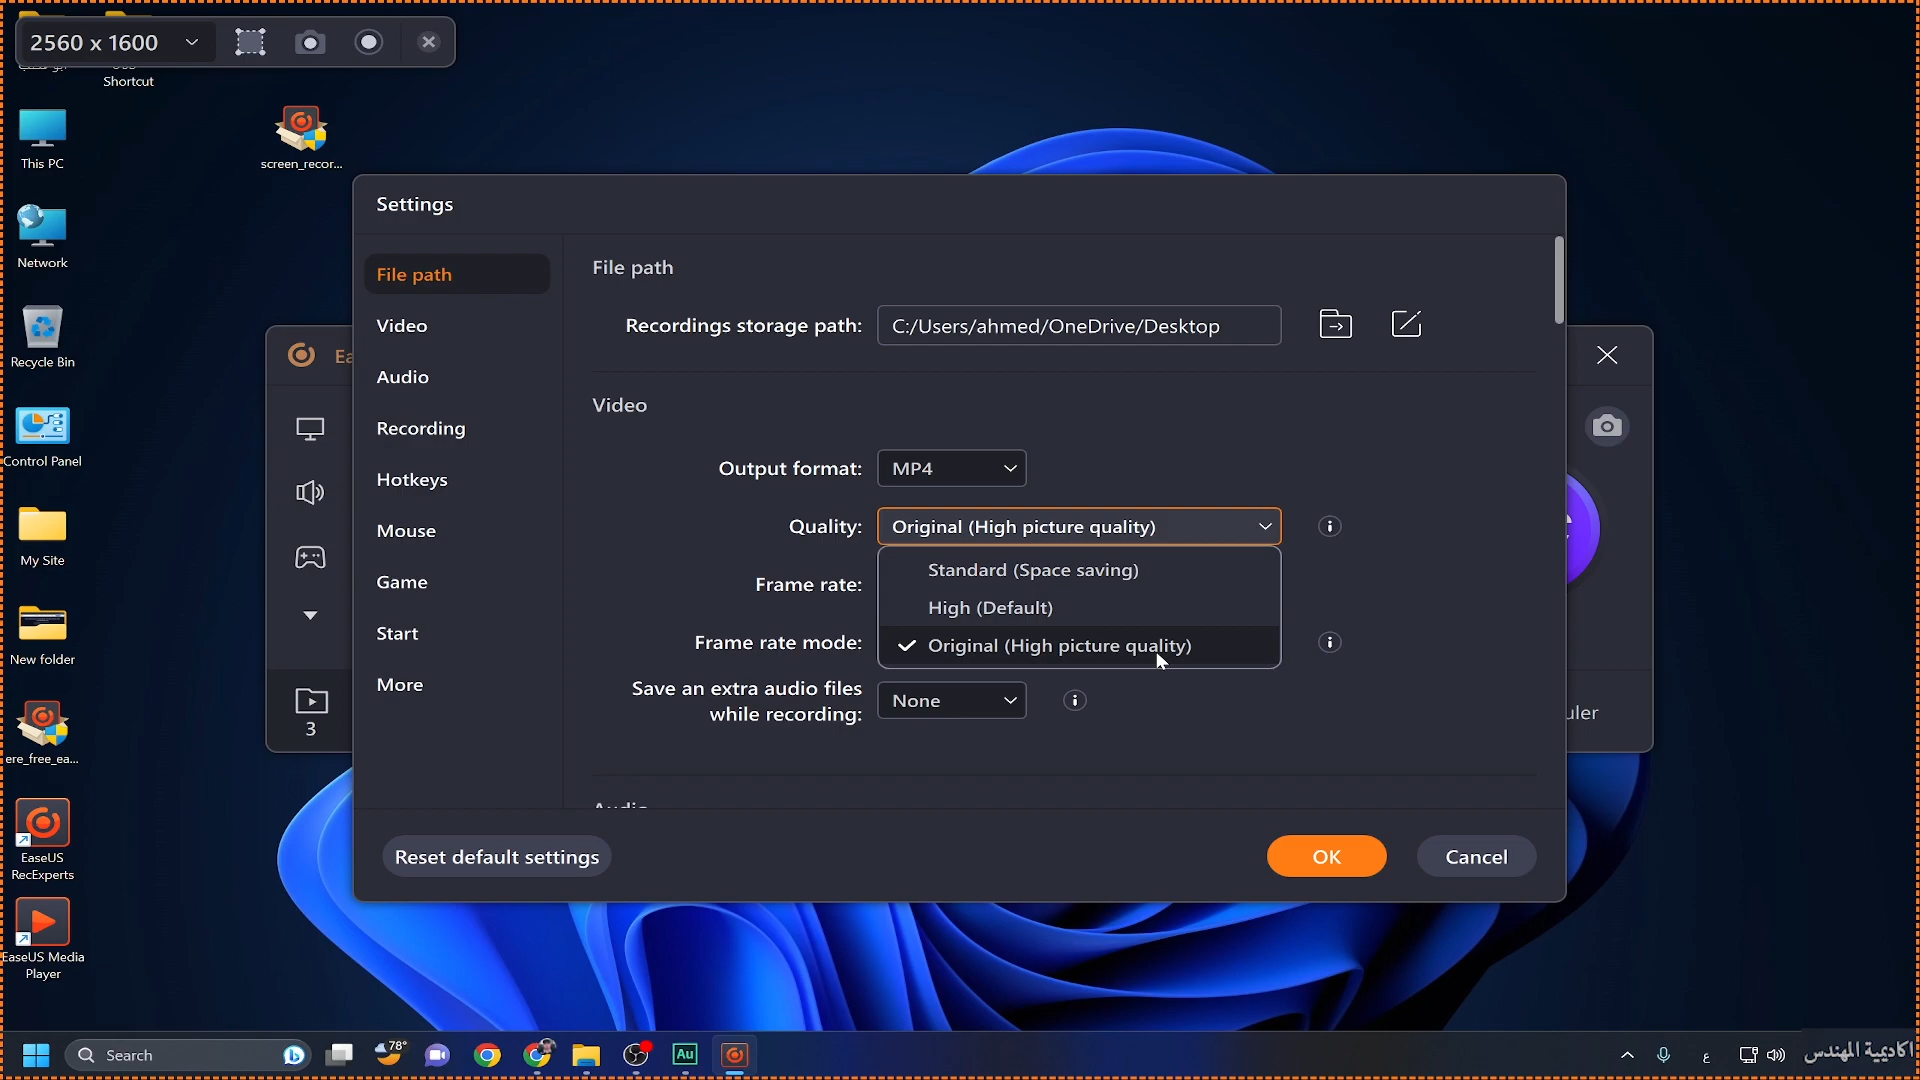 2560 x 1600
Shortcut
screen_recor...
This PC
Network
Recycle Bin
Control Panel
My Site
New folder
ere_free_ea...
EaseUS
RecExperts
EaseUS Media
Player
Ea
3
uler
Settings
File path
Video
Audio
Recording
Hotkeys
Mouse
Game
Start
More
File path
Recordings storage path:
C:/Users/ahmed/OneDrive/Desktop
Video
Output format:
MP4
Quality:
Original (High picture quality)
Standard (Space saving)
High (Default)
Original (High picture quality)
Frame rate:
Frame rate mode:
Save an extra audio files
while recording:
None
Audio
Reset default settings
OK
Cancel
Search
78°
Au
ع
اكاديمية المهندس